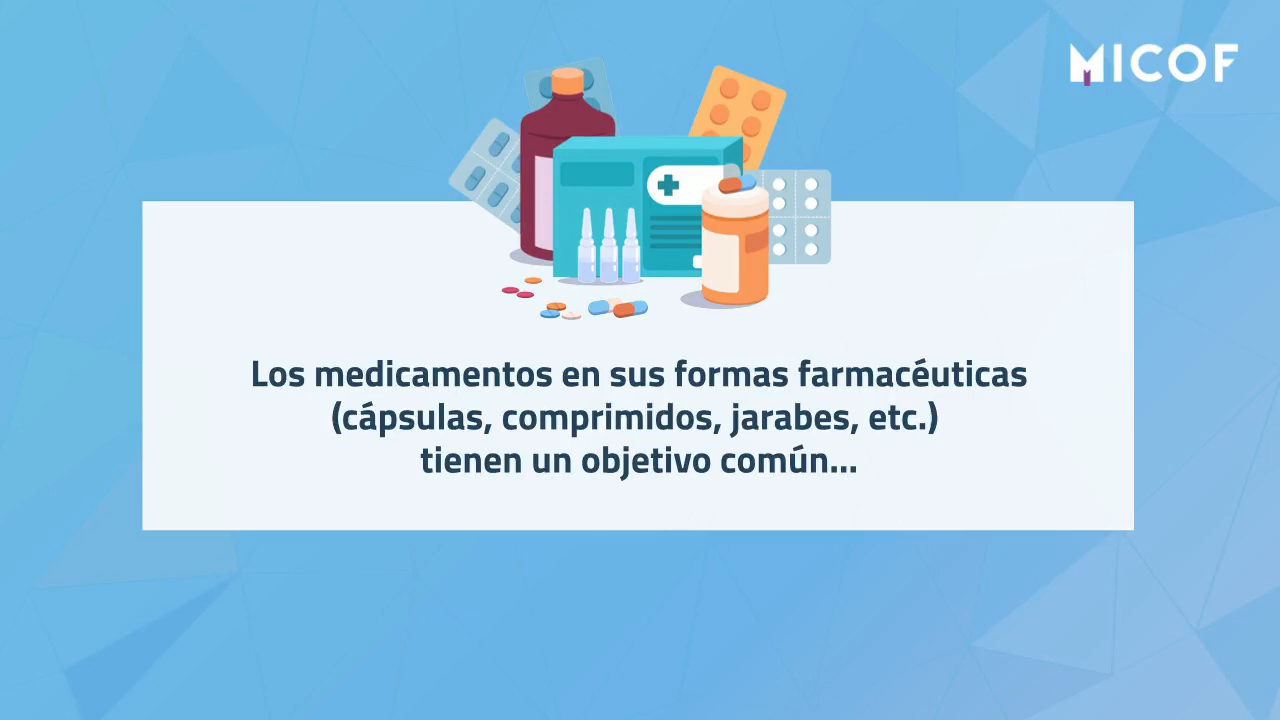 MICOF
Los medicamentos en sus formas farmacéuticas
(cápsulas, comprimidos, jarabes, etc.)
tienen un objetivo común...